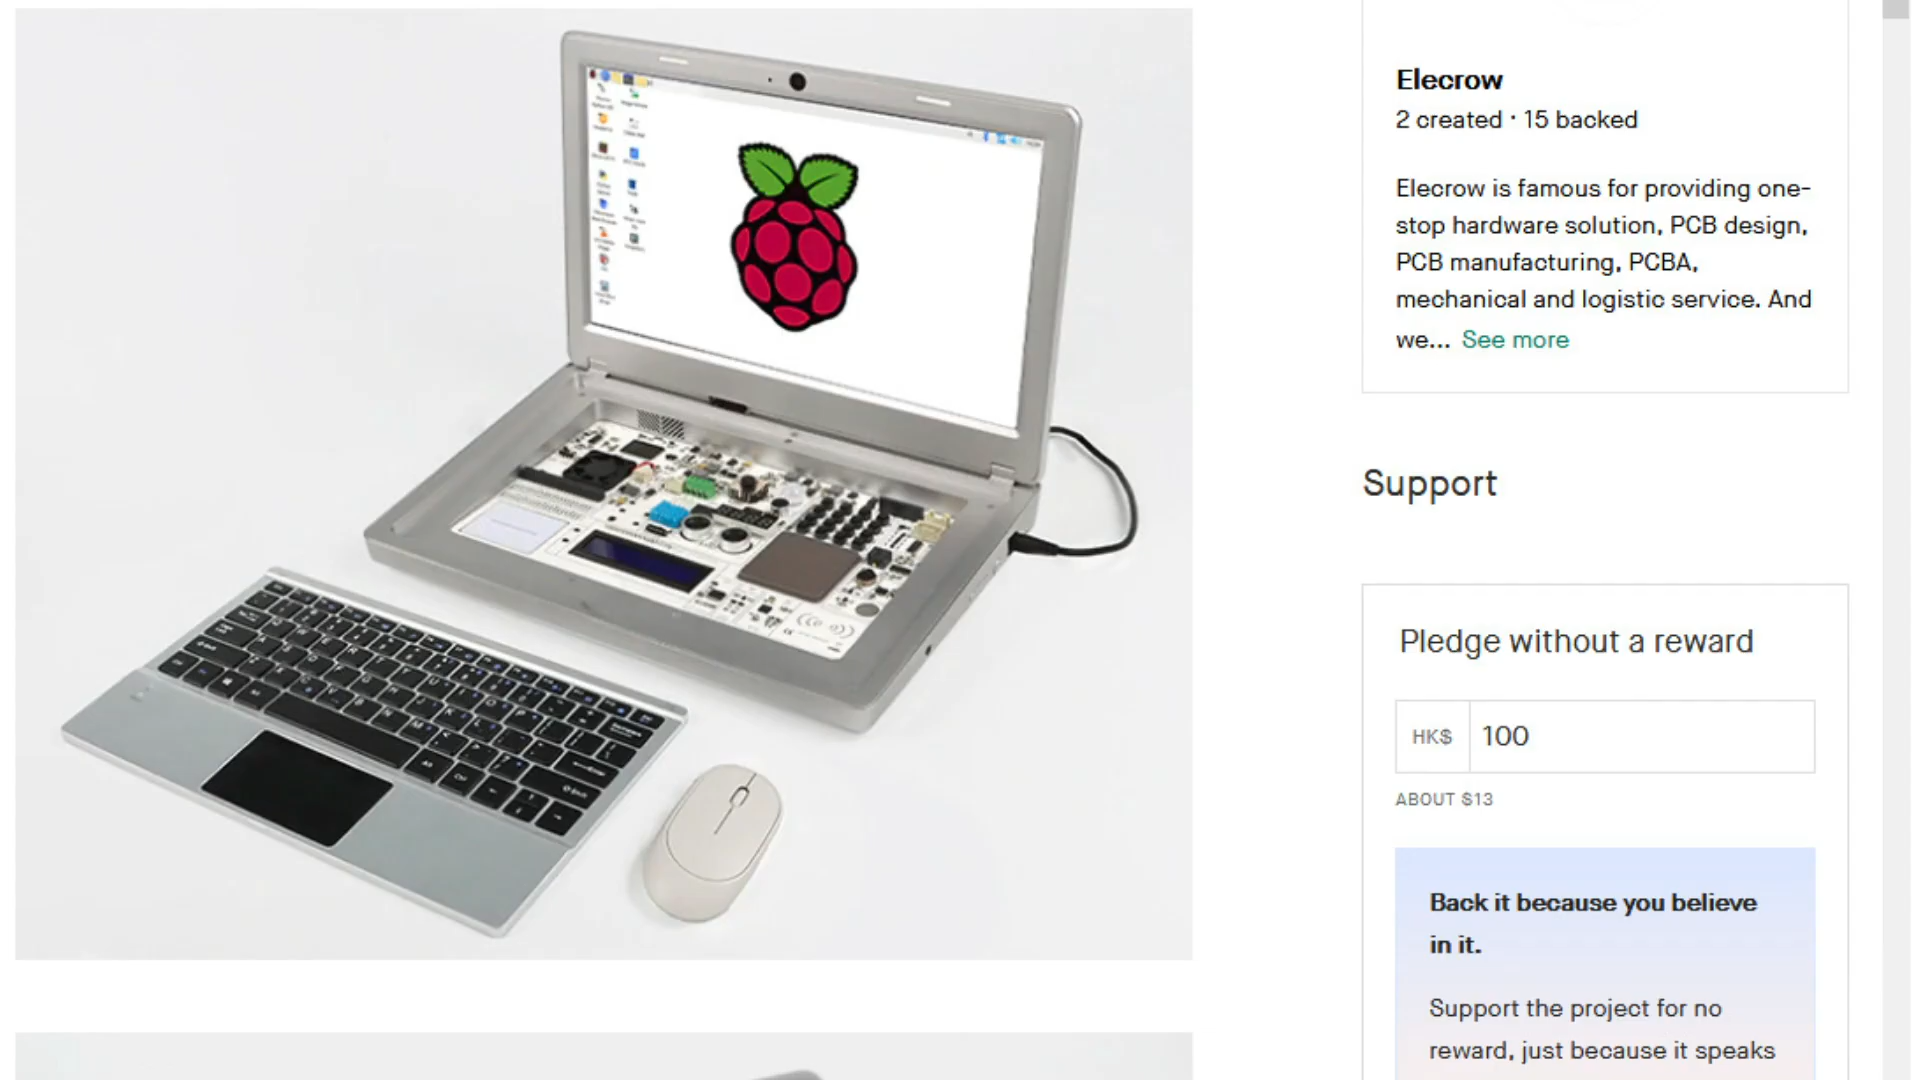 Elecrow
2 created · 15 backed
Elecrow is famous for providing one-
stop hardware solution, PCB design,
PCB manufacturing, PCBA,
mechanical and logistic service. And
we... See more
Support
Pledge without a reward
HK$ 100
ABOUT $13
Back it because you believe
in it.
Support the project for no
reward, just because it speaks